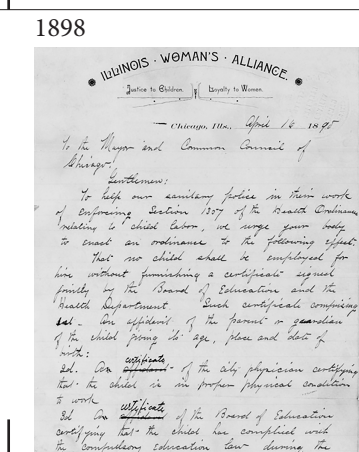 1898
ILLINOIS · WOMAN'S · ALLIANCE.
Justice to Children. Loyalty to Women.
Chicago, Ills., April 16 1895
To the Mayor and Common Council of
Chicago.
Gentlemen:
To help our sanitary police in their work
of enforcing Section 1357 of the Health Ordinance
relating to child labor, we urge your body
to enact an ordinance to the following effect.
That no child shall be employed for
hire without furnishing a certificate signed
jointly by the Board of Education and the
Health Department. Such certificate comprising
1st - An affidavit of the parent or guardian
of the child giving its age, place and date of
birth:
certificate
2d. An affidavit - of the city physician certifying
that the child is in proper physical condition
to work
certificate
3d An affidavit of the Board of Education
certifying that the child has complied with
the compulsory education law during the